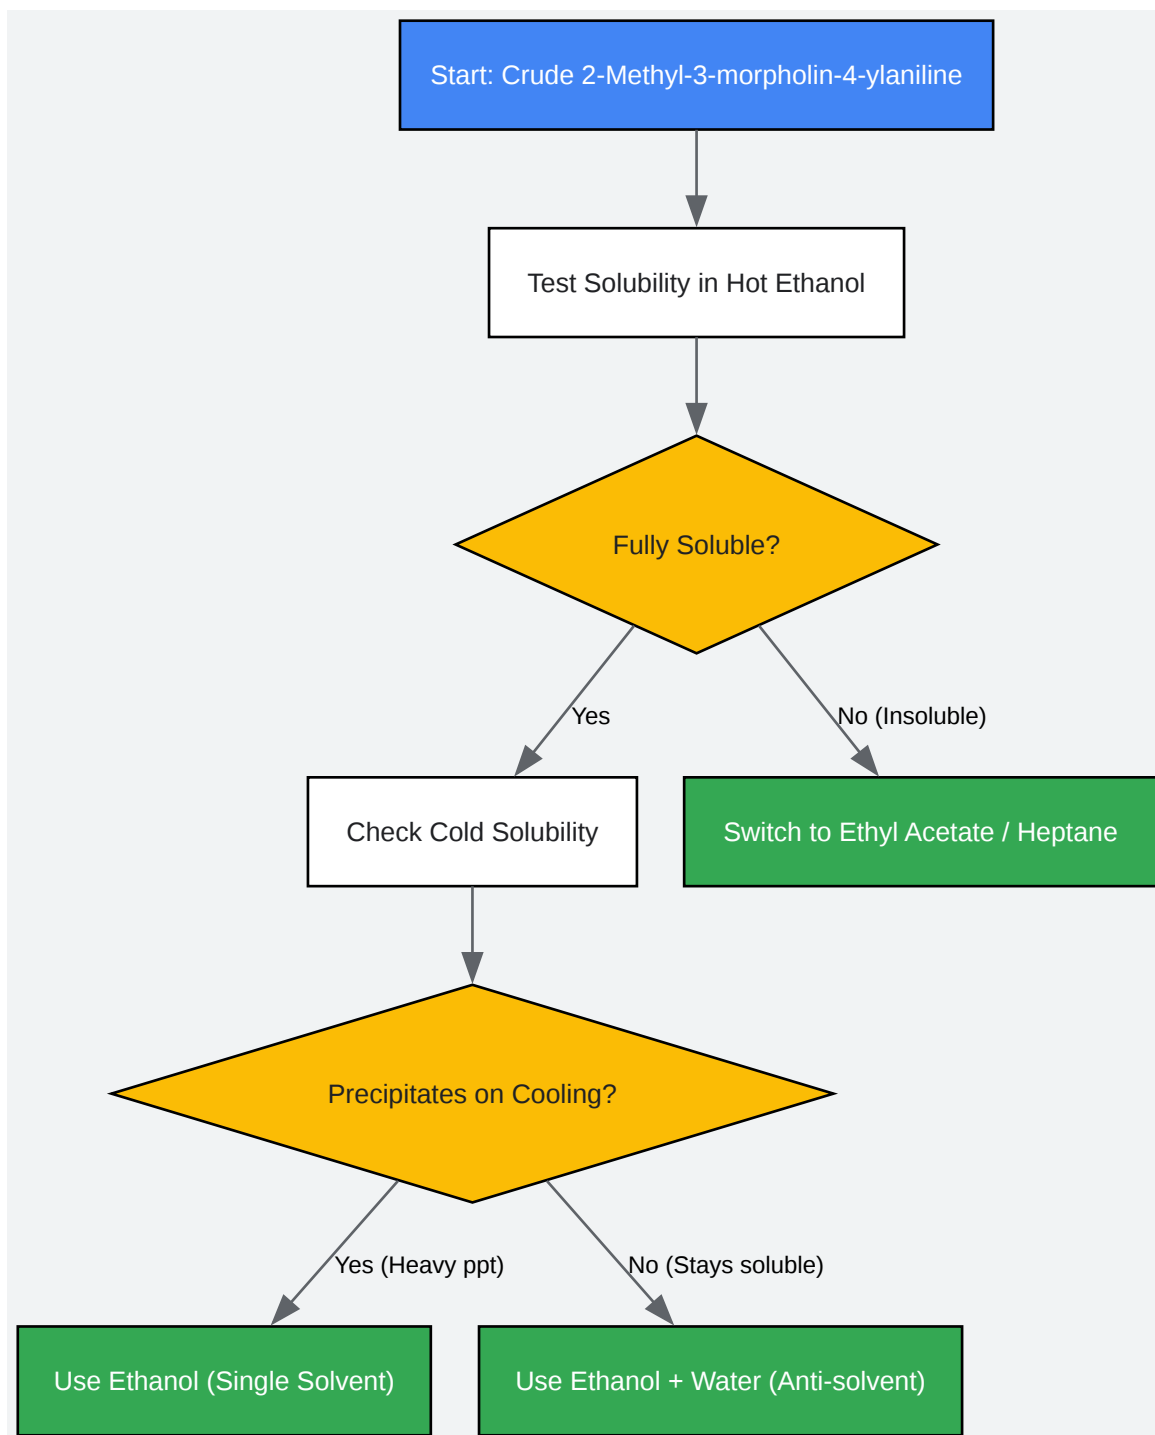 Start: Crude 2-Methyl-3-morpholin-4-ylaniline
Test Solubility in Hot Ethanol
Fully Soluble?
Yes
No (Insoluble)
Check Cold Solubility
Switch to Ethyl Acetate / Heptane
Precipitates on Cooling?
Yes (Heavy ppt)
No (Stays soluble)
Use Ethanol (Single Solvent)
Use Ethanol + Water (Anti-solvent)